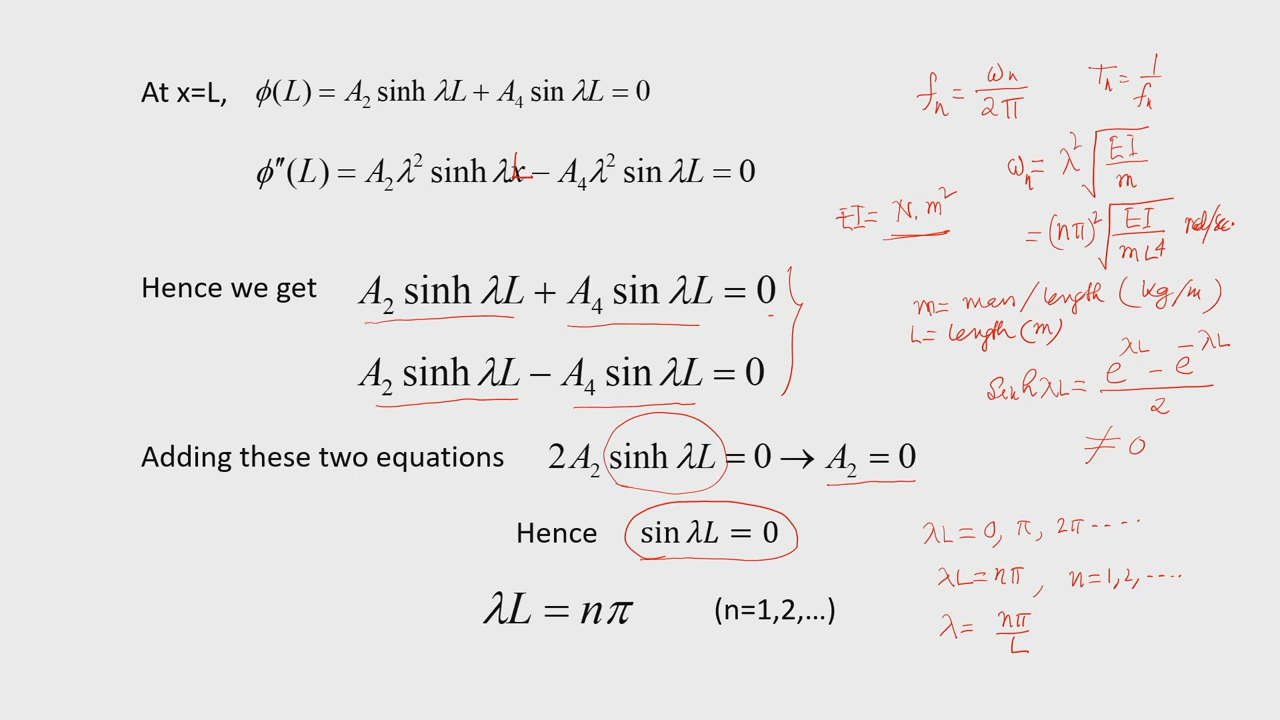 At x=L, ϕ(L) = A₂ sinh λL + A₄ sin λL = 0
ϕ″(L) = A₂λ² sinh λx L − A₄λ² sin λL = 0
Hence we get A₂ sinh λL + A₄ sin λL = 0
A₂ sinh λL − A₄ sin λL = 0
Adding these two equations 2A₂ sinh λL = 0 → A₂ = 0
Hence sin λL = 0
λL = nπ (n=1,2,...)
fₙ = ωₙ/2π Tₙ = 1/fₙ
ωₙ = λ² √(EI/m)
EI = N.m²
= (nπ)² √(EI/mL⁴) rad/sec.
m = mass/length (kg/m)
L = length (m)
Sinh λL = (e^λL − e^−λL)/2
≠ 0
λL = 0, π, 2π ----
λL = nπ, n=1,2, ----
λ = nπ/L